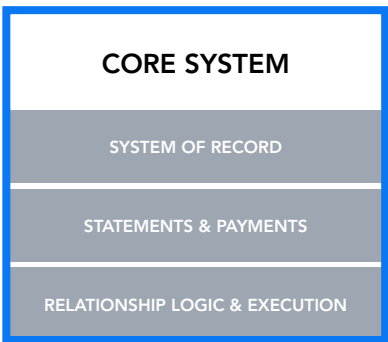 CORE SYSTEM
SYSTEM OF RECORD
STATEMENTS & PAYMENTS
RELATIONSHIP LOGIC & EXECUTION